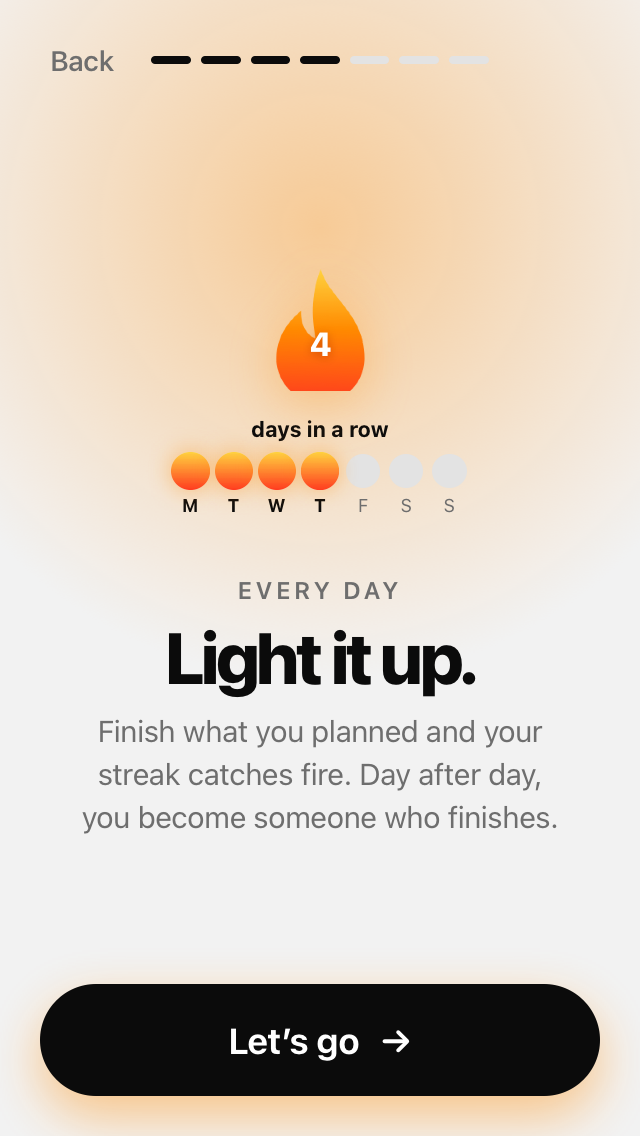 Back
4
days in a row
M T W T F S S
EVERY DAY
Light it up.
Finish what you planned and your
streak catches fire. Day after day,
you become someone who finishes.
Let’s go →